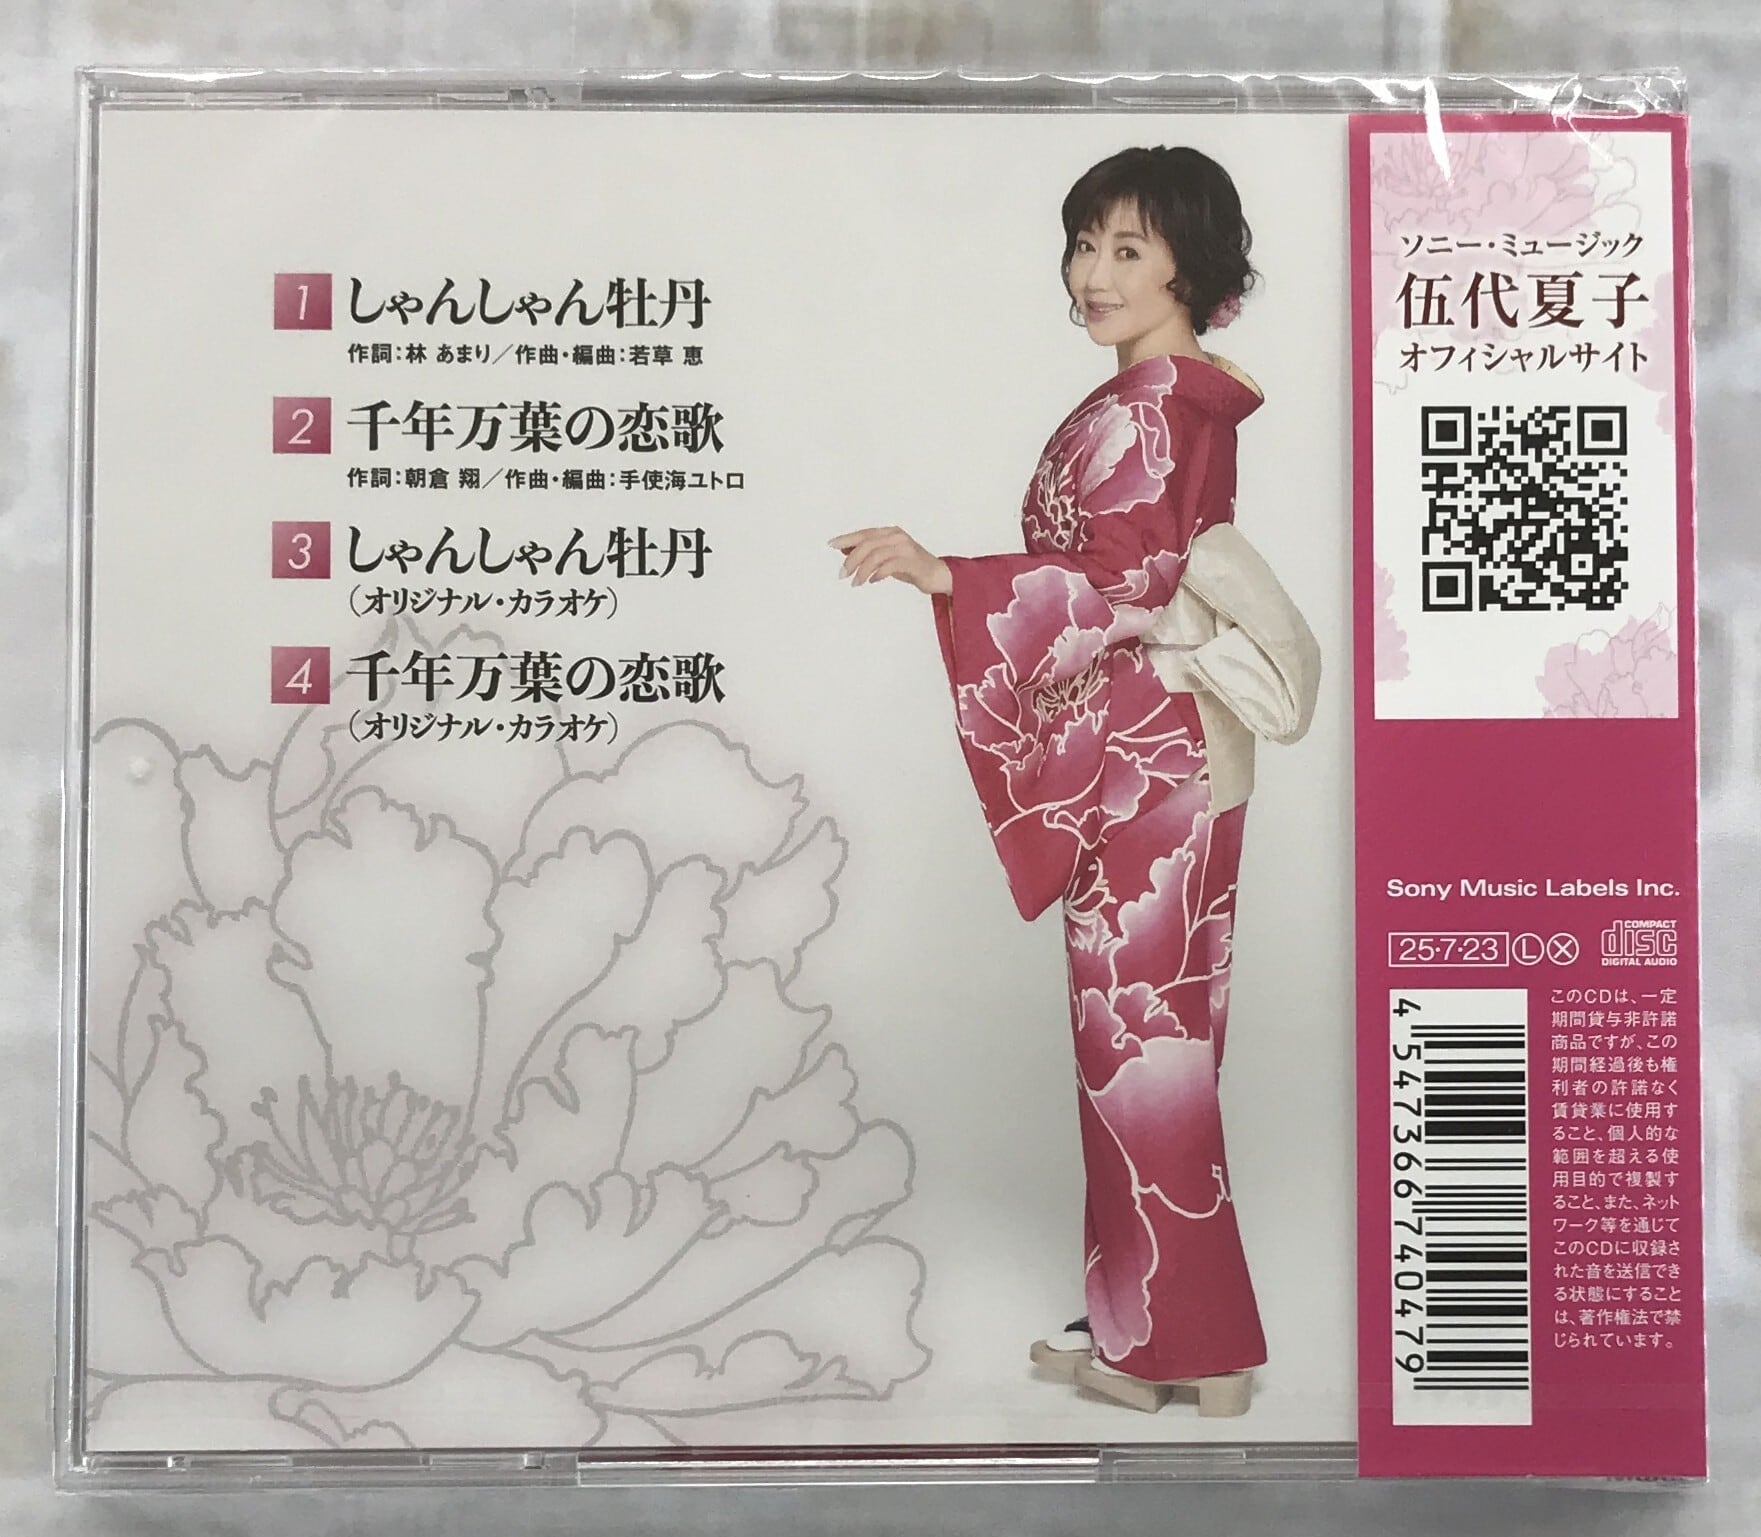 1 しゃんしゃん牡丹
作詞：林 あまり／作曲・編曲：若草 恵
2 千年万葉の恋歌
作詞：朝倉 翔／作曲・編曲：手使海ユトロ
3 しゃんしゃん牡丹
（オリジナル・カラオケ）
4 千年万葉の恋歌
（オリジナル・カラオケ）
ソニー・ミュージック
伍代夏子
オフィシャルサイト
Sony Music Labels Inc.
25・7・23 L X
COMPACT
disc
DIGITAL AUDIO
このCDは、一定
期間貸与非許諾
商品ですが、この
期間経過後も権
利者の許諾なく
賃貸業に使用す
ること、個人的な
範囲を超える使
用目的で複製す
ること、また、ネット
ワーク等を通じて
このCDに収録さ
れた音を送信でき
る状態にすること
は、著作権法で禁
じられています。
4 547366 740479